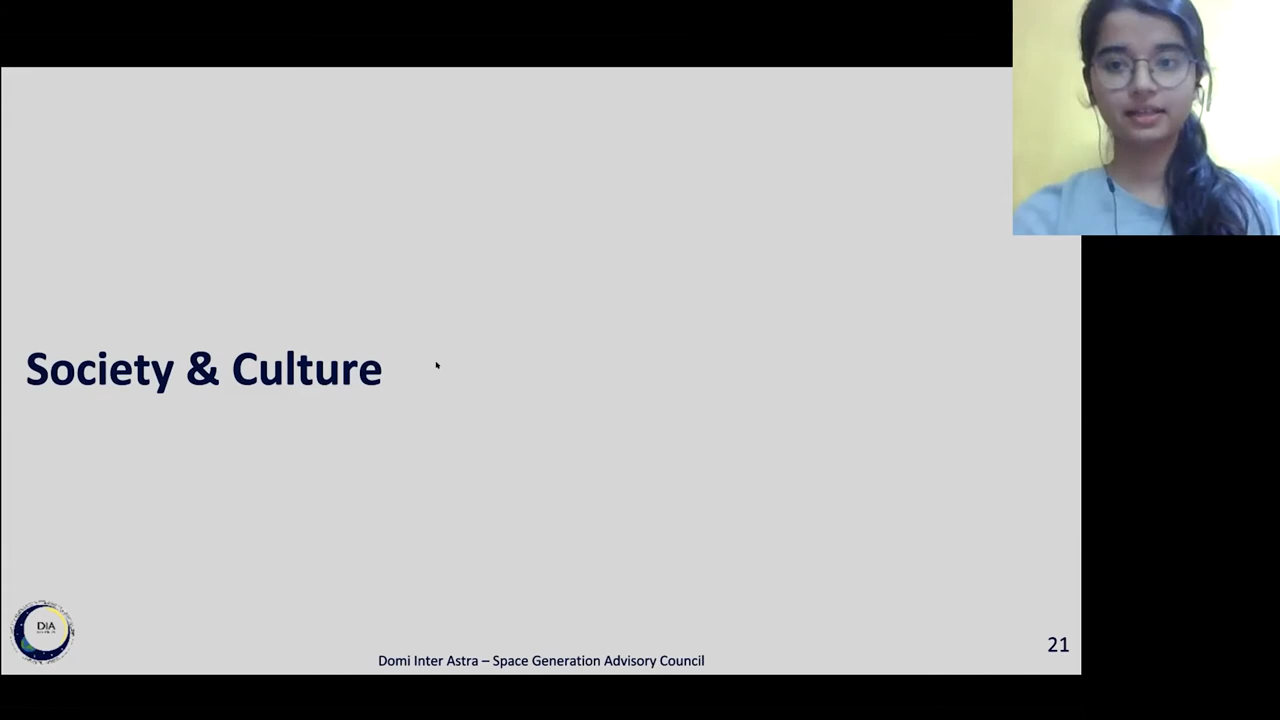 Society & Culture
DIA
Domi Inter Astra – Space Generation Advisory Council
21